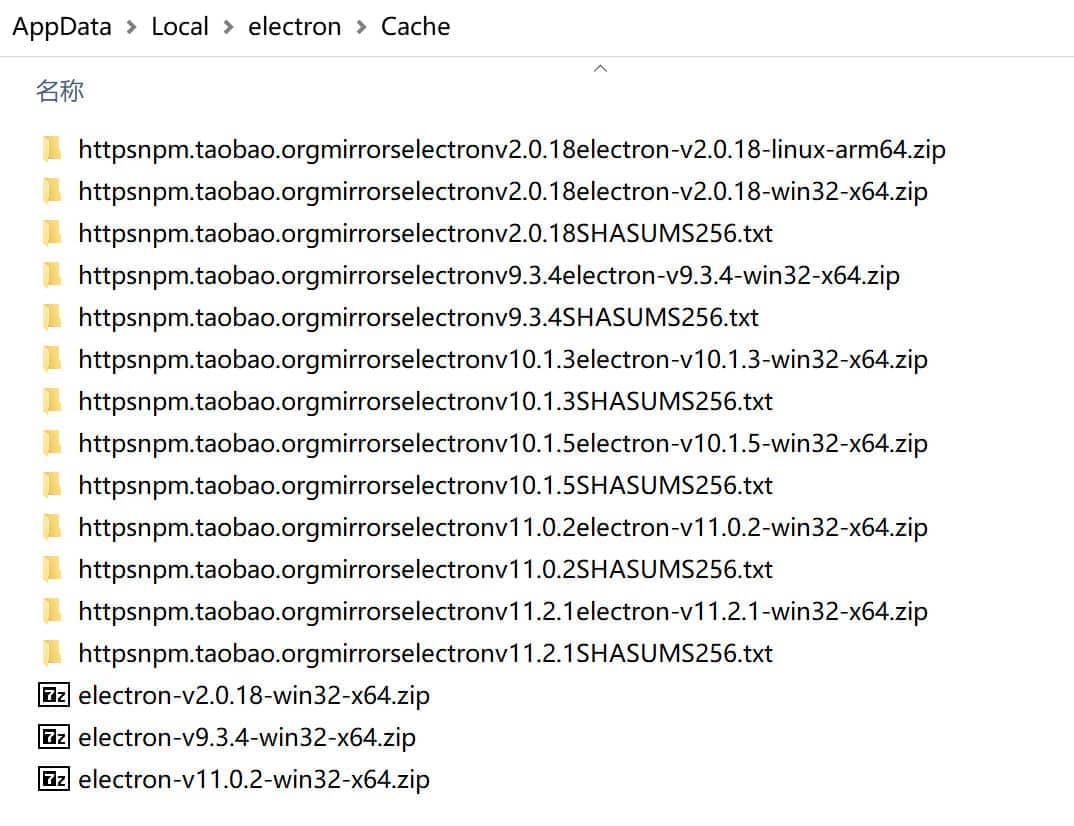 AppData > Local > electron > Cache
名称
httpsnpm.taobao.orgmirrorselectronv2.0.18electron-v2.0.18-linux-arm64.zip
httpsnpm.taobao.orgmirrorselectronv2.0.18electron-v2.0.18-win32-x64.zip
httpsnpm.taobao.orgmirrorselectronv2.0.18SHASUMS256.txt
httpsnpm.taobao.orgmirrorselectronv9.3.4electron-v9.3.4-win32-x64.zip
httpsnpm.taobao.orgmirrorselectronv9.3.4SHASUMS256.txt
httpsnpm.taobao.orgmirrorselectronv10.1.3electron-v10.1.3-win32-x64.zip
httpsnpm.taobao.orgmirrorselectronv10.1.3SHASUMS256.txt
httpsnpm.taobao.orgmirrorselectronv10.1.5electron-v10.1.5-win32-x64.zip
httpsnpm.taobao.orgmirrorselectronv10.1.5SHASUMS256.txt
httpsnpm.taobao.orgmirrorselectronv11.0.2electron-v11.0.2-win32-x64.zip
httpsnpm.taobao.orgmirrorselectronv11.0.2SHASUMS256.txt
httpsnpm.taobao.orgmirrorselectronv11.2.1electron-v11.2.1-win32-x64.zip
httpsnpm.taobao.orgmirrorselectronv11.2.1SHASUMS256.txt
7z electron-v2.0.18-win32-x64.zip
7z electron-v9.3.4-win32-x64.zip
7z electron-v11.0.2-win32-x64.zip